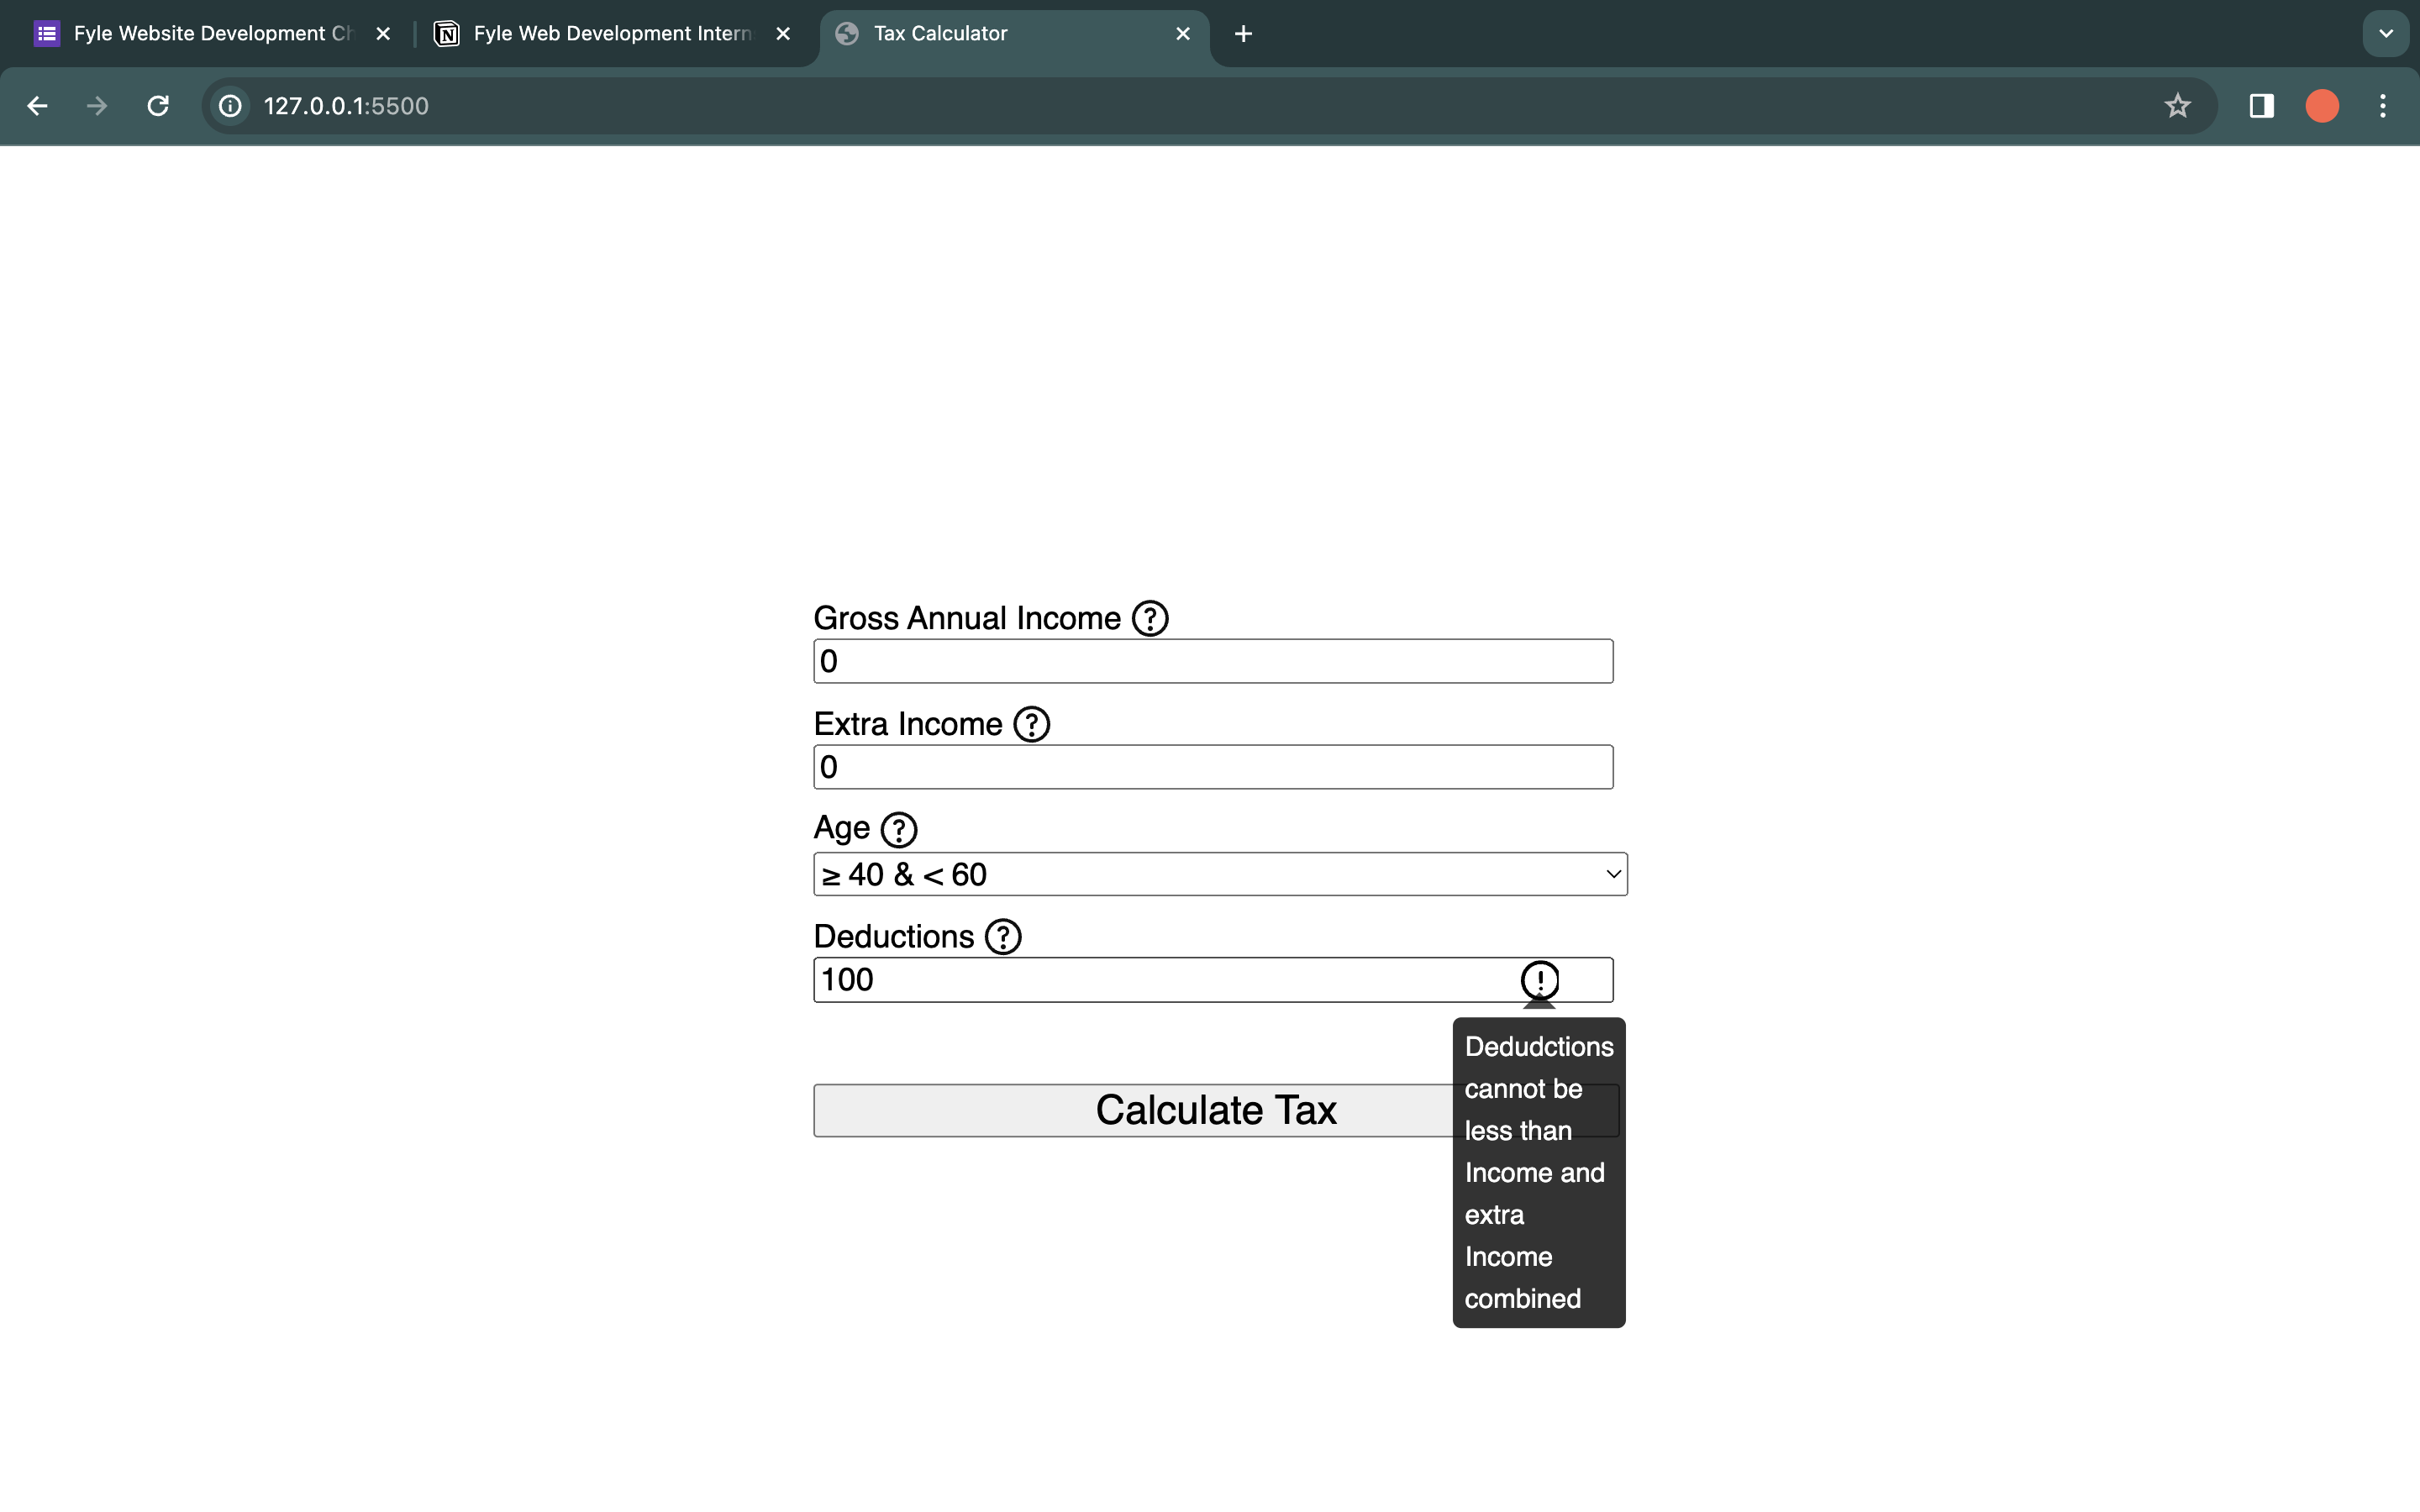 Fyle Website Development Ch
Fyle Web Development Intern
Tax Calculator
127.0.0.1:5500
Gross Annual Income ?
0
Extra Income ?
0
Age ?
≥ 40 & < 60
Deductions ?
100 !
Dedudctions
cannot be
less than
Income and
extra
Income
combined
Calculate Tax